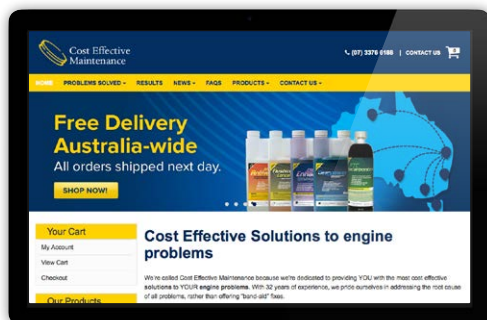 Cost Effective
Maintenance
(07) 3376 6188 | CONTACT US
HOME PROBLEMS SOLVED RESULTS NEWS FAQS PRODUCTS CONTACT US
Free Delivery
Australia-wide
All orders shipped next day.
SHOP NOW!
Your Cart
My Account
View Cart
Checkout
Our Products
Cost Effective Solutions to engine
problems
We're called Cost Effective Maintenance because we're dedicated to providing YOU with the most cost effective
solutions to YOUR engine problems. With 32 years of experience, we pride ourselves in addressing the root cause
of all problems, rather than offering "band-aid" fixes.